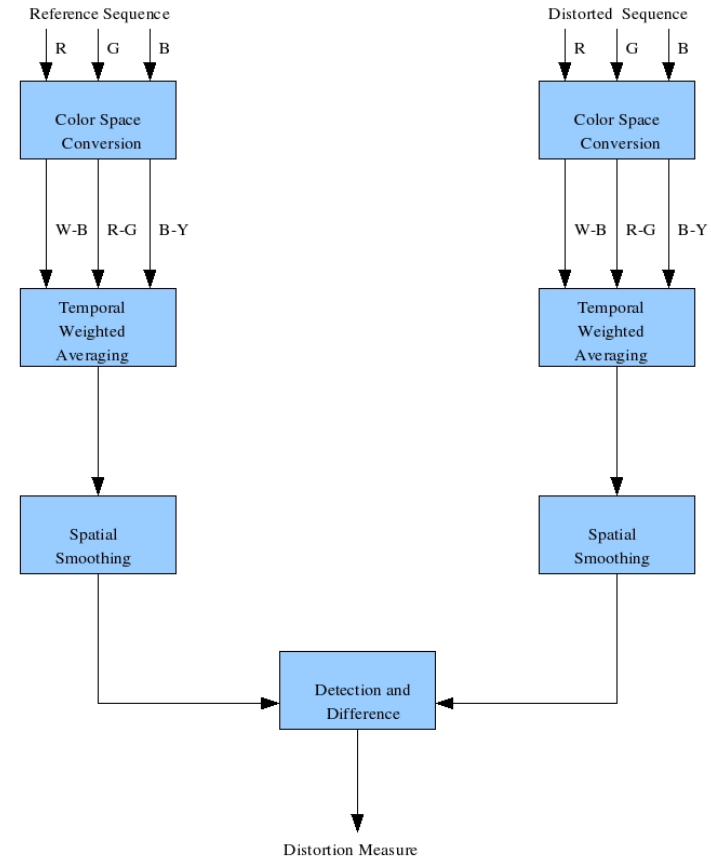 Reference Sequence
Distorted Sequence
R G B
R G B
Color Space
Conversion
Color Space
Conversion
W-B R-G B-Y
W-B R-G B-Y
Temporal
Weighted
Averaging
Temporal
Weighted
Averaging
Spatial
Smoothing
Spatial
Smoothing
Detection and
Difference
Distortion Measure